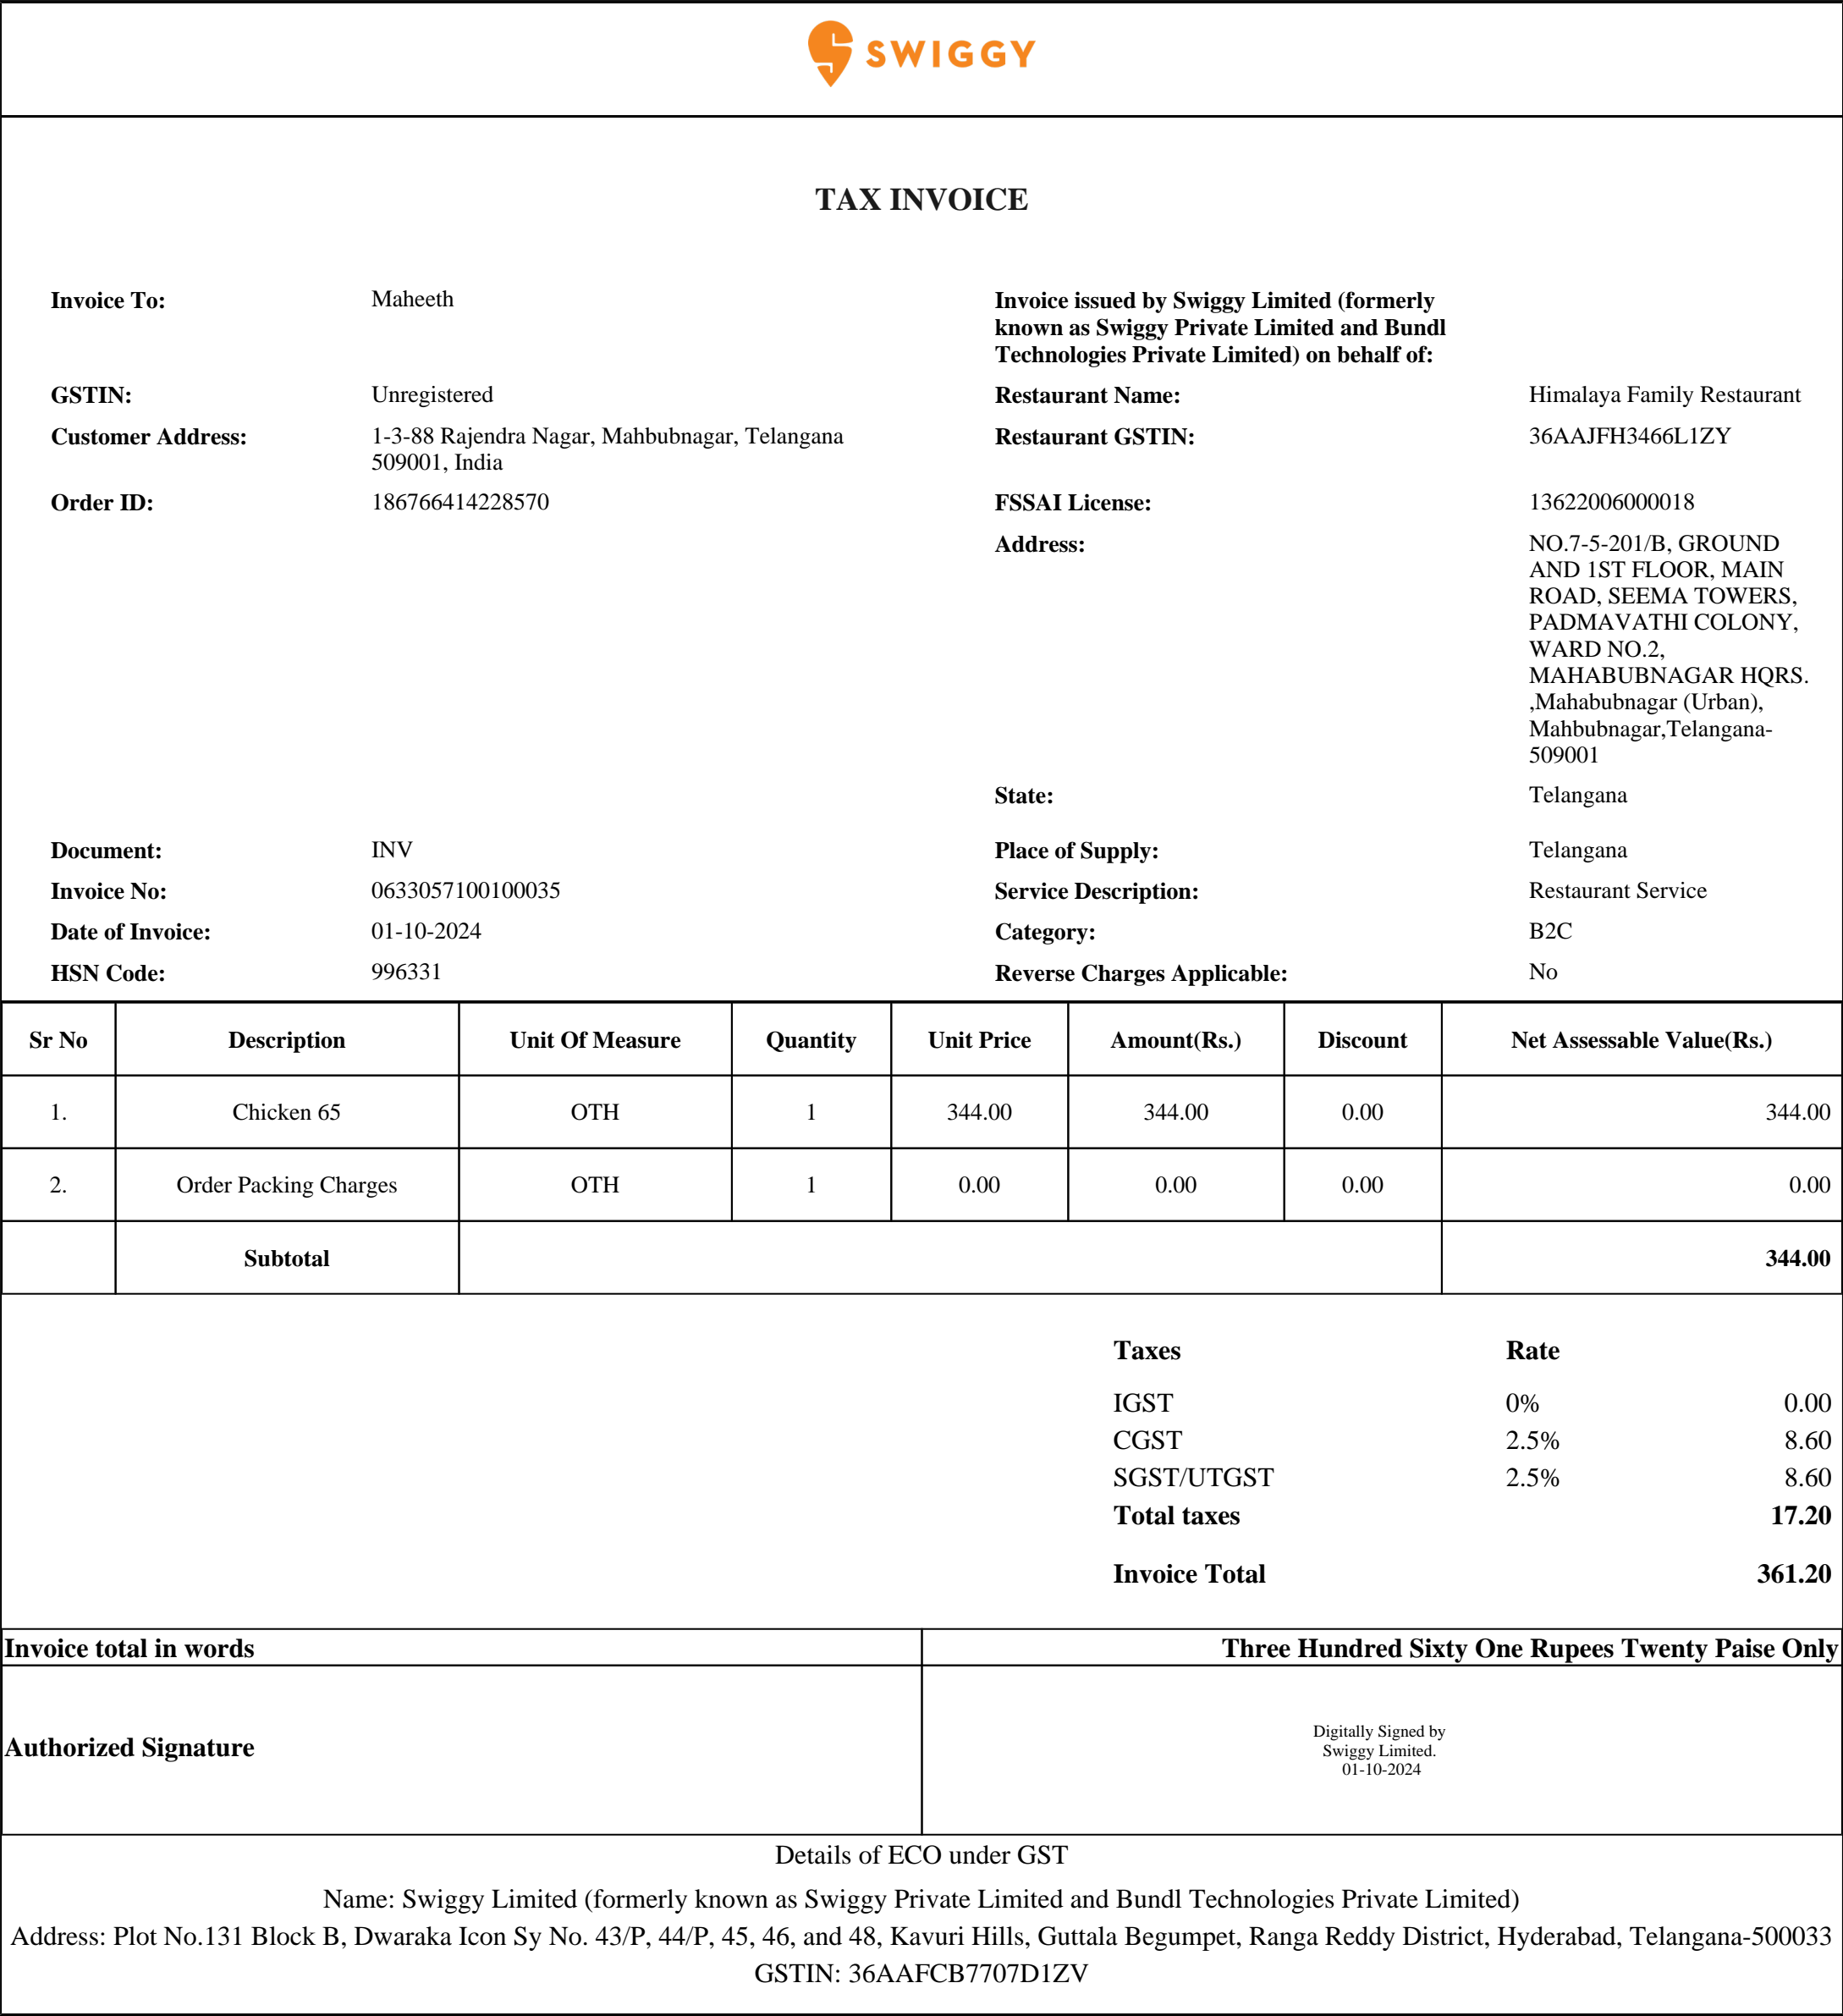 SWIGGY
TAX INVOICE
Invoice To: Maheeth
Invoice issued by Swiggy Limited (formerly
known as Swiggy Private Limited and Bundl
Technologies Private Limited) on behalf of:
GSTIN: Unregistered
Restaurant Name: Himalaya Family Restaurant
Customer Address: 1-3-88 Rajendra Nagar, Mahbubnagar, Telangana
509001, India
Restaurant GSTIN: 36AAJFH3466L1ZY
Order ID: 186766414228570
FSSAI License: 13622006000018
Address: NO.7-5-201/B, GROUND
AND 1ST FLOOR, MAIN
ROAD, SEEMA TOWERS,
PADMAVATHI COLONY,
WARD NO.2,
MAHABUBNAGAR HQRS.
,Mahabubnagar (Urban),
Mahbubnagar,Telangana-
509001
State: Telangana
Document: INV
Place of Supply: Telangana
Invoice No: 0633057100100035
Service Description: Restaurant Service
Date of Invoice: 01-10-2024
Category: B2C
HSN Code: 996331
Reverse Charges Applicable: No
Sr No Description Unit Of Measure Quantity Unit Price Amount(Rs.) Discount Net Assessable Value(Rs.)
1. Chicken 65 OTH 1 344.00 344.00 0.00 344.00
2. Order Packing Charges OTH 1 0.00 0.00 0.00 0.00
Subtotal 344.00
Taxes Rate
IGST 0% 0.00
CGST 2.5% 8.60
SGST/UTGST 2.5% 8.60
Total taxes 17.20
Invoice Total 361.20
Invoice total in words Three Hundred Sixty One Rupees Twenty Paise Only
Authorized Signature
Digitally Signed by
Swiggy Limited.
01-10-2024
Details of ECO under GST
Name: Swiggy Limited (formerly known as Swiggy Private Limited and Bundl Technologies Private Limited)
Address: Plot No.131 Block B, Dwaraka Icon Sy No. 43/P, 44/P, 45, 46, and 48, Kavuri Hills, Guttala Begumpet, Ranga Reddy District, Hyderabad, Telangana-500033
GSTIN: 36AAFCB7707D1ZV